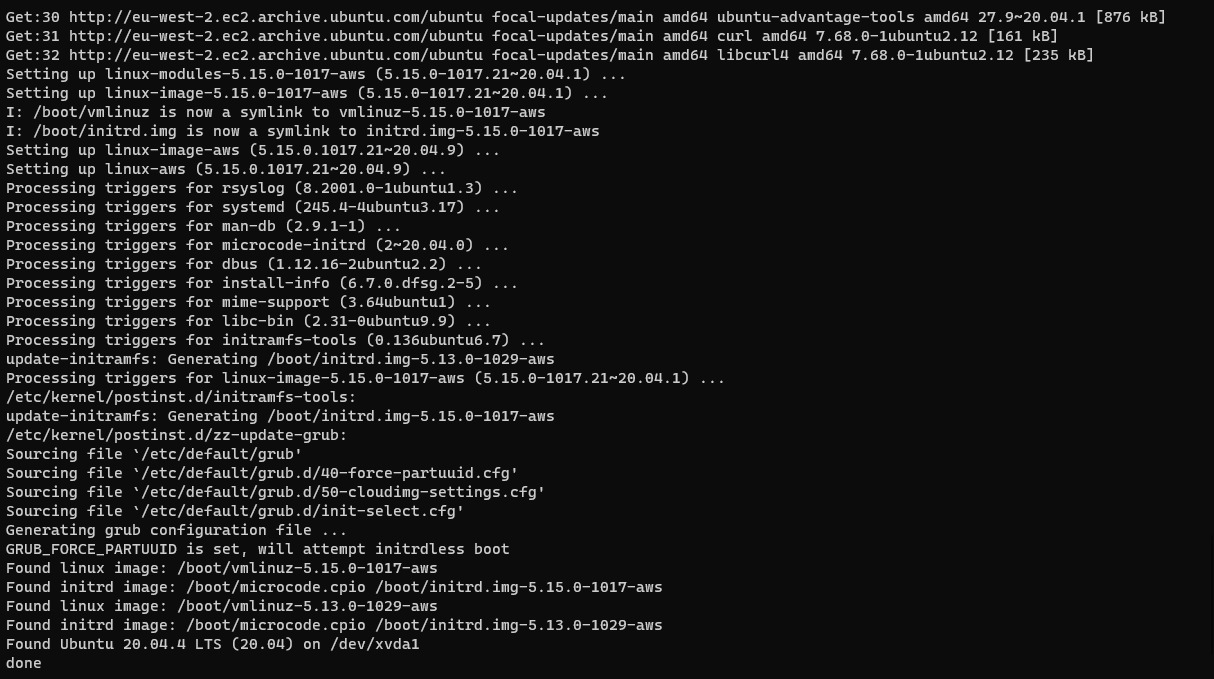 Get:30 http://eu-west-2.ec2.archive.ubuntu.com/ubuntu focal-updates/main amd64 ubuntu-advantage-tools amd64 27.9~20.04.1 [876 kB]
Get:31 http://eu-west-2.ec2.archive.ubuntu.com/ubuntu focal-updates/main amd64 curl amd64 7.68.0-1ubuntu2.12 [161 kB]
Get:32 http://eu-west-2.ec2.archive.ubuntu.com/ubuntu focal-updates/main amd64 libcurl4 amd64 7.68.0-1ubuntu2.12 [235 kB]
Setting up linux-modules-5.15.0-1017-aws (5.15.0-1017.21~20.04.1) ...
Setting up linux-image-5.15.0-1017-aws (5.15.0-1017.21~20.04.1) ...
I: /boot/vmlinuz is now a symlink to vmlinuz-5.15.0-1017-aws
I: /boot/initrd.img is now a symlink to initrd.img-5.15.0-1017-aws
Setting up linux-image-aws (5.15.0.1017.21~20.04.9) ...
Setting up linux-aws (5.15.0.1017.21~20.04.9) ...
Processing triggers for rsyslog (8.2001.0-1ubuntu1.3) ...
Processing triggers for systemd (245.4-4ubuntu3.17) ...
Processing triggers for man-db (2.9.1-1) ...
Processing triggers for microcode-initrd (2~20.04.0) ...
Processing triggers for dbus (1.12.16-2ubuntu2.2) ...
Processing triggers for install-info (6.7.0.dfsg.2-5) ...
Processing triggers for mime-support (3.64ubuntu1) ...
Processing triggers for libc-bin (2.31-0ubuntu9.9) ...
Processing triggers for initramfs-tools (0.136ubuntu6.7) ...
update-initramfs: Generating /boot/initrd.img-5.13.0-1029-aws
Processing triggers for linux-image-5.15.0-1017-aws (5.15.0-1017.21~20.04.1) ...
/etc/kernel/postinst.d/initramfs-tools:
update-initramfs: Generating /boot/initrd.img-5.15.0-1017-aws
/etc/kernel/postinst.d/zz-update-grub:
Sourcing file `/etc/default/grub'
Sourcing file `/etc/default/grub.d/40-force-partuuid.cfg'
Sourcing file `/etc/default/grub.d/50-cloudimg-settings.cfg'
Sourcing file `/etc/default/grub.d/init-select.cfg'
Generating grub configuration file ...
GRUB_FORCE_PARTUUID is set, will attempt initrdless boot
Found linux image: /boot/vmlinuz-5.15.0-1017-aws
Found initrd image: /boot/microcode.cpio /boot/initrd.img-5.15.0-1017-aws
Found linux image: /boot/vmlinuz-5.13.0-1029-aws
Found initrd image: /boot/microcode.cpio /boot/initrd.img-5.13.0-1029-aws
Found Ubuntu 20.04.4 LTS (20.04) on /dev/xvda1
done